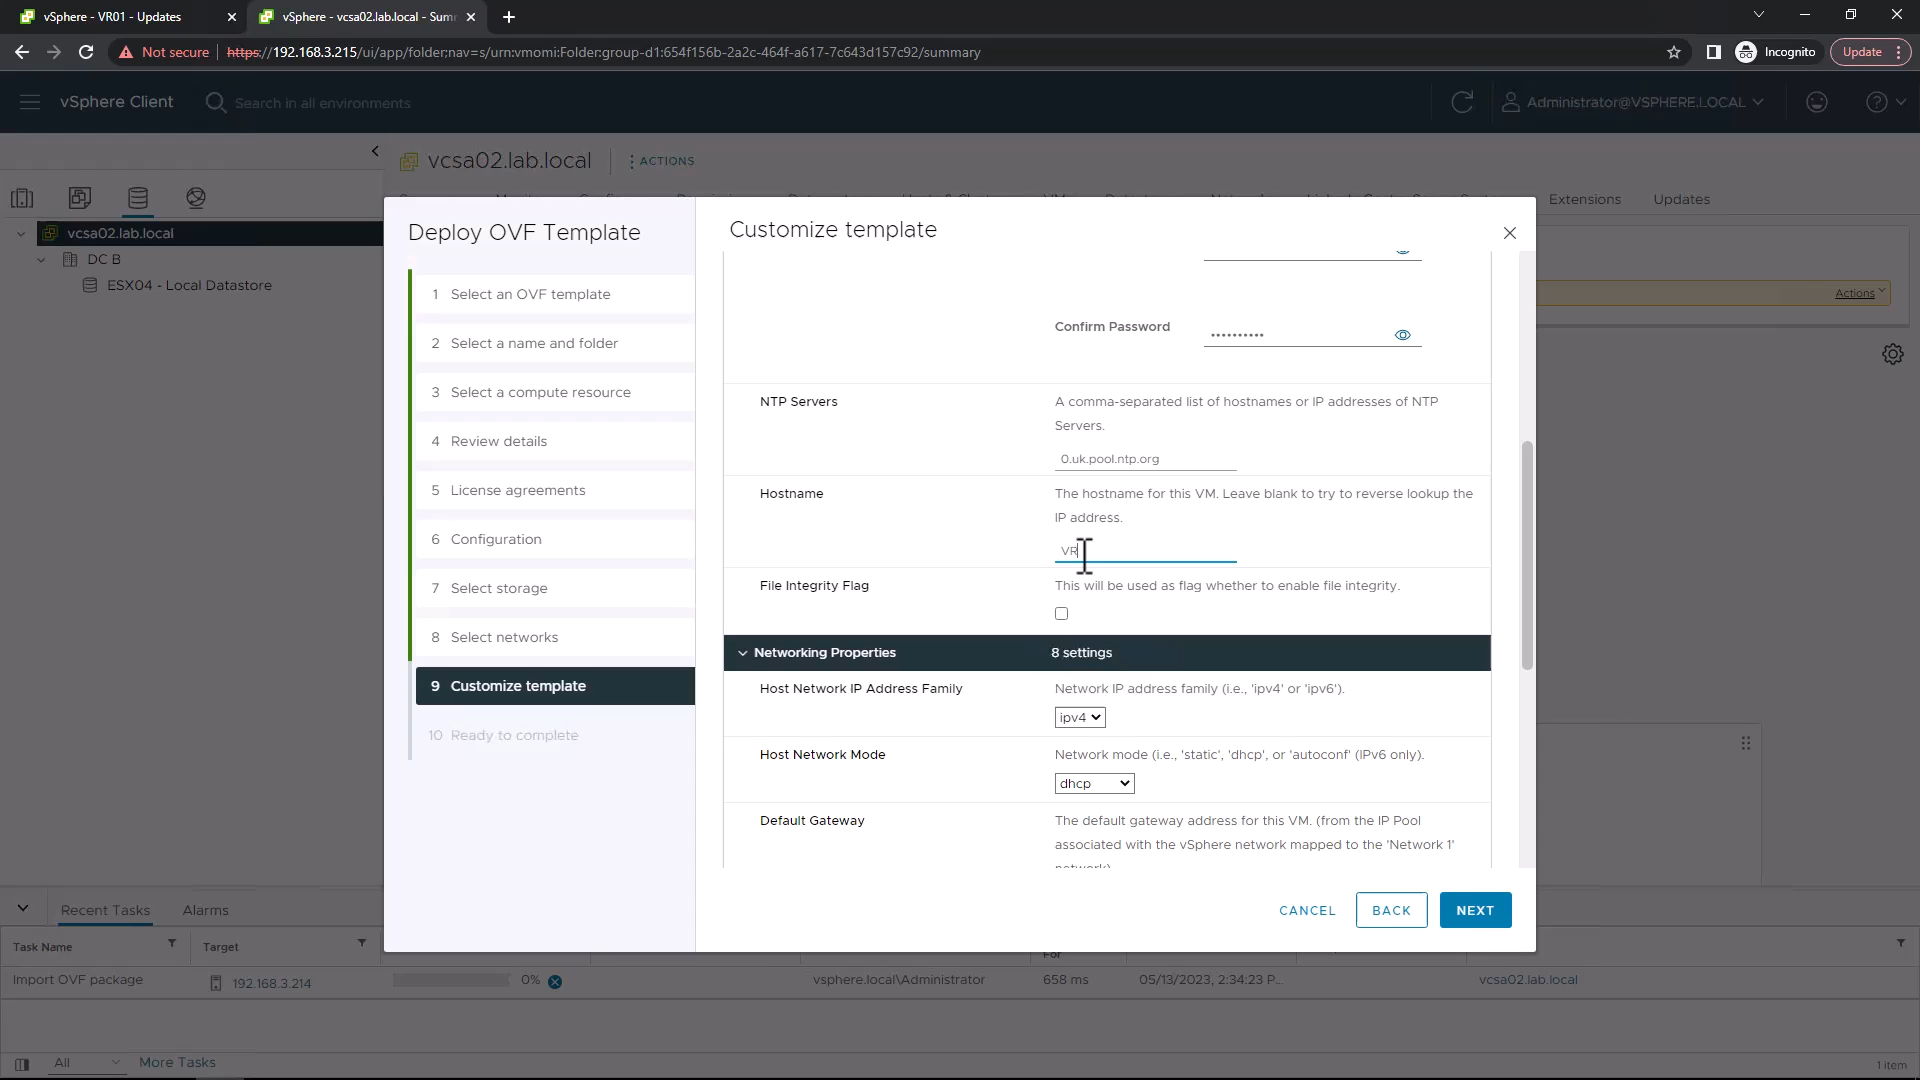 vSphere - VR01 - Updates
vSphere - vcsa02.lab.local - Sum
Not secure
https://192.168.3.215/ui/app/folder;nav=s/urn:vmomi:Folder:group-d1:654f156b-2a2c-464f-a617-7c643d157c92/summary
Incognito
Update
vSphere Client
Search in all environments
Administrator@VSPHERE.LOCAL
vcsa02.lab.local
ACTIONS
Extensions
Updates
vcsa02.lab.local
DC B
ESX04 - Local Datastore
Actions
Deploy OVF Template
1 Select an OVF template
2 Select a name and folder
3 Select a compute resource
4 Review details
5 License agreements
6 Configuration
7 Select storage
8 Select networks
9 Customize template
10 Ready to complete
Customize template
Confirm Password
••••••••••
NTP Servers
A comma-separated list of hostnames or IP addresses of NTP
Servers.
0.uk.pool.ntp.org
Hostname
The hostname for this VM. Leave blank to try to reverse lookup the
IP address.
VR
File Integrity Flag
This will be used as flag whether to enable file integrity.
Networking Properties
8 settings
Host Network IP Address Family
Network IP address family (i.e., 'ipv4' or 'ipv6').
ipv4
Host Network Mode
Network mode (i.e., 'static', 'dhcp', or 'autoconf' (IPv6 only).
dhcp
Default Gateway
The default gateway address for this VM. (from the IP Pool
associated with the vSphere network mapped to the 'Network 1'
network)
CANCEL
BACK
NEXT
Recent Tasks
Alarms
Task Name
Target
For
Import OVF package
192.168.3.214
0%
vsphere.local\Administrator
658 ms
05/13/2023, 2:34:23 P...
vcsa02.lab.local
All
More Tasks
1 item